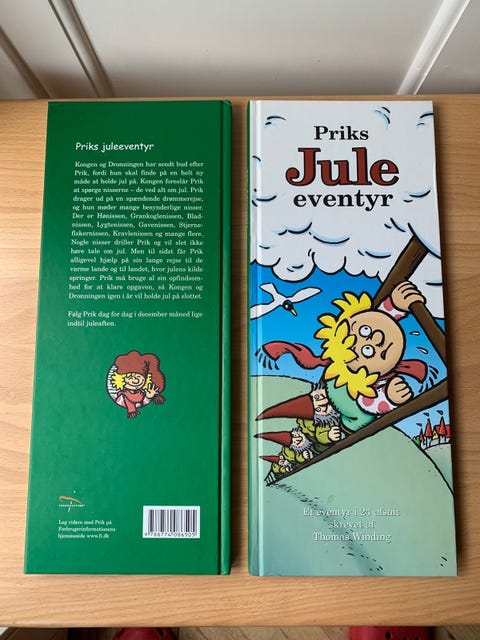 Priks juleeventyr
Kongen og Dronningen har sendt bud efter
Prik, fordi hun skal finde på en helt ny
måde at holde jul på. Kongen foreslår Prik
at spørge nisserne – de ved alt om jul. Prik
drager ud på en spændende drømmerejse,
og hun møder mange besynderlige nisser.
Der er Hønissen, Grankoglenissen, Blad-
nissen, Lygtenissen, Gavenissen, Stjerne-
flakernissen, Kravlenissen og mange flere.
Nogle nisser driller Prik og vil slet ikke
høre tale om jul. Men til sidst får Prik
alligevel hjælp på sin lange rejse til de
varme lande og til landet, hvor julens kilde
springer. Prik må bruge al sin opfindsom-
hed for at klare opgaven, så Kongen og
Dronningen igen i år vil holde jul på slottet.
Følg Prik dag for dag i december måned lige
indtil juleaften.
Leg videre med Prik på
Forbrugerinformationens
hjemmeside www.fi.dk
9788774086505
Priks
Jule
eventyr
Et eventyr i 24 afsnit
skrevet af
Thomas Winding